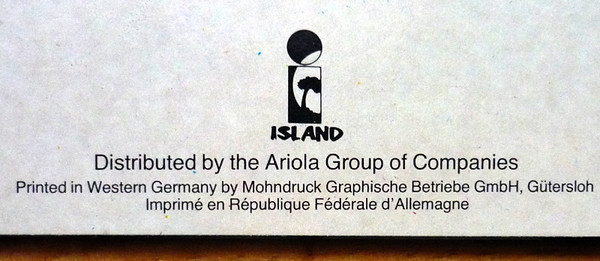 ISLAND
Distributed by the Ariola Group of Companies
Printed in Western Germany by Mohndruck Graphische Betriebe GmbH, Gütersloh
Imprimé en République Fédérale d'Allemagne